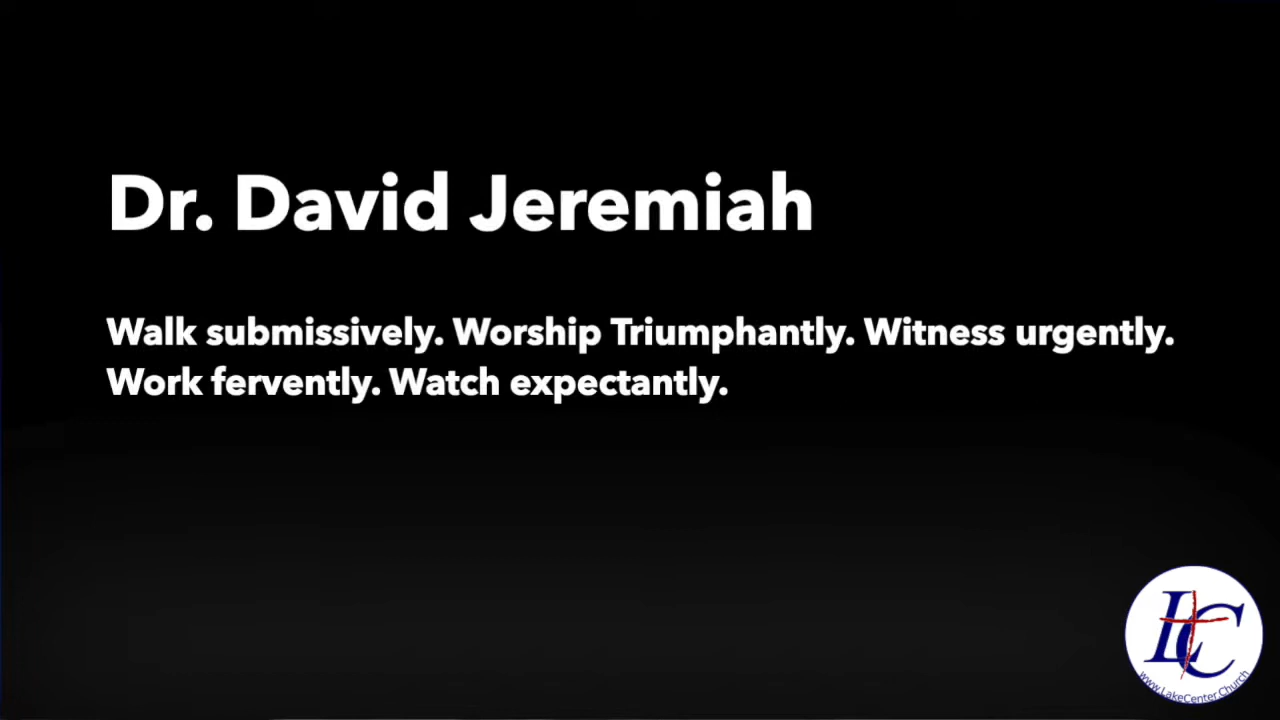 Dr. David Jeremiah
Walk submissively. Worship Triumphantly. Witness urgently.
Work fervently. Watch expectantly.
LC
www.LakeCenter.Church